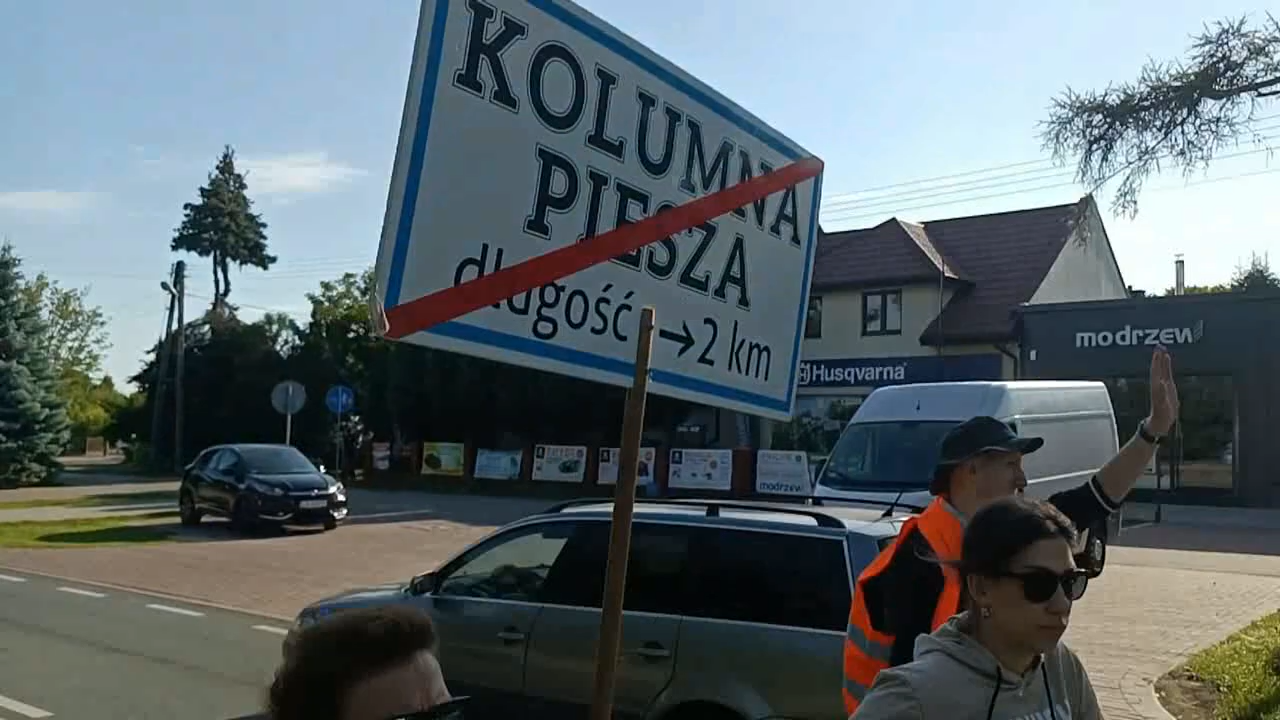 KOLUMNA
PIESZA
długość → 2 km
modrzew
Husqvarna
modrzew